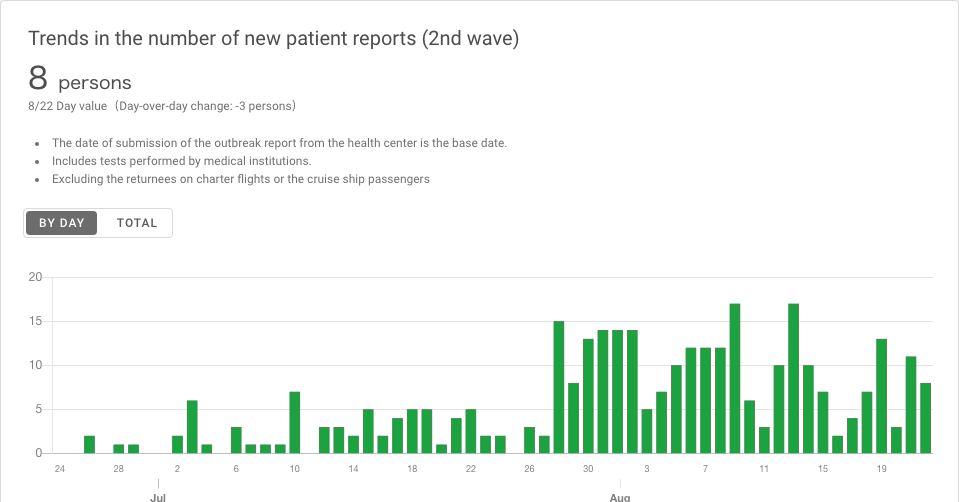 Trends in the number of new patient reports (2nd wave)
8 persons
8/22 Day value（Day-over-day change: -3 persons）
• The date of submission of the outbreak report from the health center is the base date.
• Includes tests performed by medical institutions.
• Excluding the returnees on charter flights or the cruise ship passengers
BY DAY TOTAL
20
15
10
5
0
24 28 2 6 10 14 18 22 26 30 3 7 11 15 19
Jul Aug